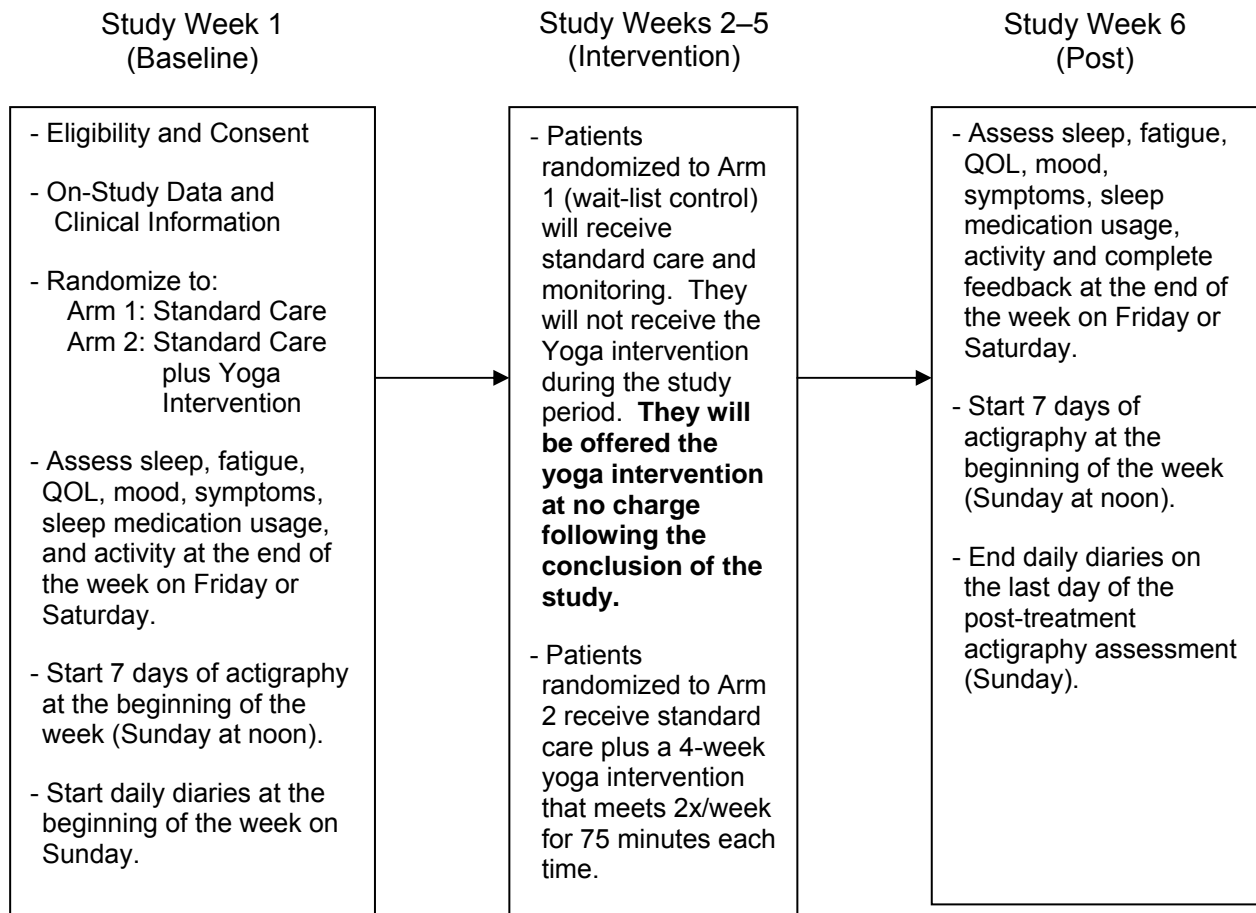 Study Week 1
(Baseline)
Study Weeks 2–5
(Intervention)
Study Week 6
(Post)
- Eligibility and Consent
- On-Study Data and
Clinical Information
- Randomize to:
Arm 1: Standard Care
Arm 2: Standard Care
plus Yoga
Intervention
- Assess sleep, fatigue,
QOL, mood, symptoms,
sleep medication usage,
and activity at the end of
the week on Friday or
Saturday.
- Start 7 days of actigraphy
at the beginning of the
week (Sunday at noon).
- Start daily diaries at the
beginning of the week on
Sunday.
- Patients
randomized to Arm
1 (wait-list control)
will receive
standard care and
monitoring.  They
will not receive the
Yoga intervention
during the study
period.  They will
be offered the
yoga intervention
at no charge
following the
conclusion of the
study.
- Patients
randomized to Arm
2 receive standard
care plus a 4-week
yoga intervention
that meets 2x/week
for 75 minutes each
time.
- Assess sleep, fatigue,
QOL, mood,
symptoms, sleep
medication usage,
activity and complete
feedback at the end of
the week on Friday or
Saturday.
- Start 7 days of
actigraphy at the
beginning of the week
(Sunday at noon).
- End daily diaries on
the last day of the
post-treatment
actigraphy assessment
(Sunday).